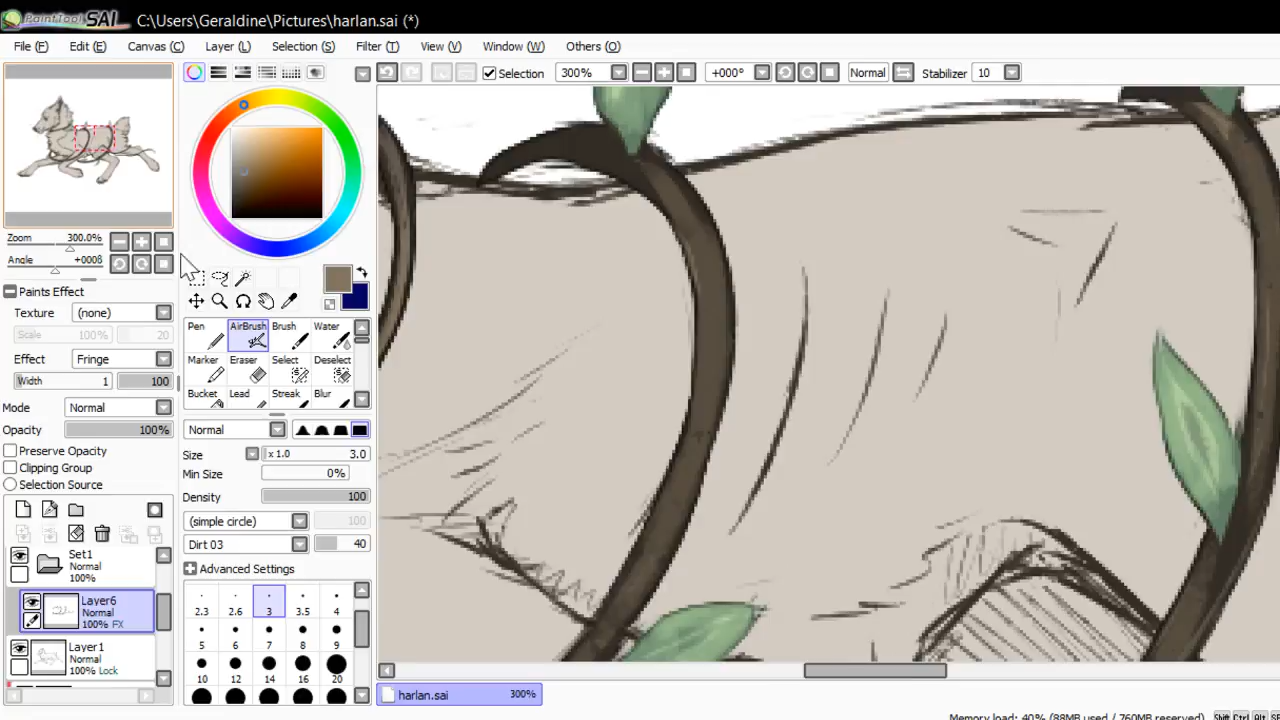 PaintTool SAI C:\Users\Geraldine\Pictures\harlan.sai (*)
File (F) Edit (E) Canvas (C) Layer (L) Selection (S) Filter (T) View (V) Window (W) Others (O)
Selection 300% +000° Normal Stabilizer 10
Zoom 300.0%
Angle +000ß
Paints Effect
Texture (none)
Scale 100% 20
Effect Fringe
Width 1 100
Mode Normal
Opacity 100%
Preserve Opacity
Clipping Group
Selection Source
Set1
Normal
100%
Layer6
Normal
100% FX
Layer1
Normal
100% Lock
Pen AirBrush Brush Water
Marker Eraser Select Deselect
Bucket Lead Streak Blur
Normal
Size x 1.0 3.0
Min Size 0%
Density 100
(simple circle) 100
Dirt 03 40
Advanced Settings
2.3 2.6 3 3.5 4
5 6 7 8 9
10 12 14 16 20
harlan.sai 300%
Memory load: 40% (88MB used / 760MB reserved) Shift Ctrl Alt